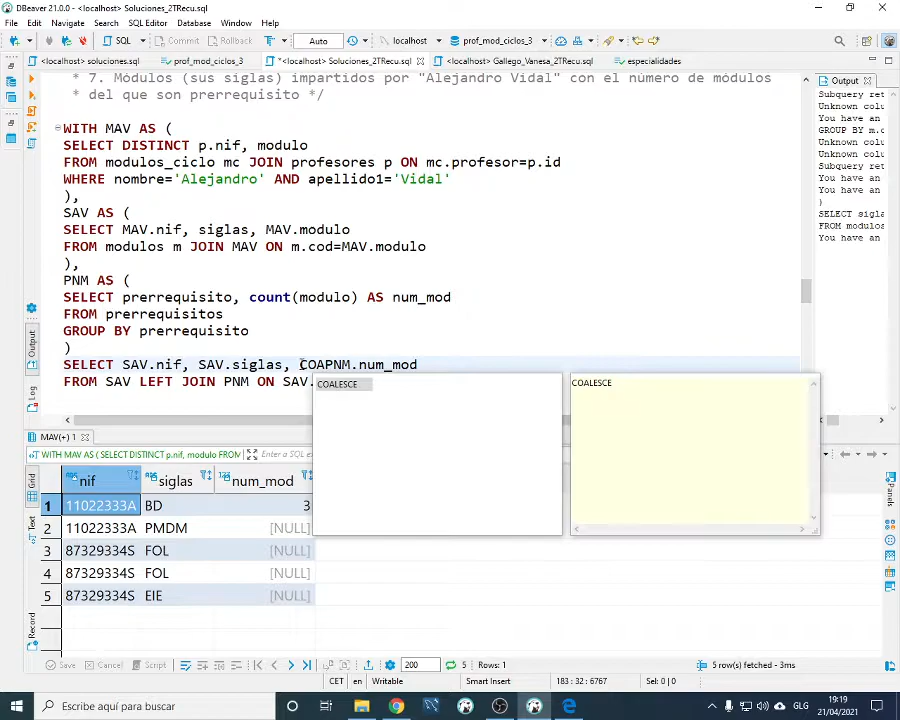 DBeaver 21.0.0 - <localhost> Soluciones_2TRecu.sql
File Edit Navigate Search SQL Editor Database Window Help
SQL Commit Rollback Auto localhost prof_mod_ciclos_3
<localhost> soluciones.sql prof_mod_ciclos_3 *<localhost> Soluciones_2TRecu.sql <localhost> Gallego_Vanesa_2TRecu.sql especialidades Output
* 7. Módulos (sus siglas) impartidos por "Alejandro Vidal" con el número de módulos
* del que son prerrequisito */
WITH MAV AS (
SELECT DISTINCT p.nif, modulo
FROM modulos_ciclo mc JOIN profesores p ON mc.profesor=p.id
WHERE nombre='Alejandro' AND apellido1='Vidal'
),
SAV AS (
SELECT MAV.nif, siglas, MAV.modulo
FROM modulos m JOIN MAV ON m.cod=MAV.modulo
),
PNM AS (
SELECT prerrequisito, count(modulo) AS num_mod
FROM prerrequisitos
GROUP BY prerrequisito
)
SELECT SAV.nif, SAV.siglas, COAPNM.num_mod
FROM SAV LEFT JOIN PNM ON SAV.
COALESCE
COALESCE
Subquery ret
Unknown colu
You have an
GROUP BY m.c
Unknown colu
Unknown colu
Subquery ret
You have an
You have an
)
SELECT sigla
FROM modulos
You have an
Output
Log
MAV(+) 1
WITH MAV AS ( SELECT DISTINCT p.nif, modulo FROM Enter a SQL e
Grid
Text
Record
Panels
nif siglas 123 num_mod
1 11022333A BD 3
2 11022333A PMDM [NULL]
3 87329334S FOL [NULL]
4 87329334S FOL [NULL]
5 87329334S EIE [NULL]
Save Cancel Script 200 5 Rows: 1 5 row(s) fetched - 3ms
CET en Writable Smart Insert 183 : 32 : 6767 Sel: 0 | 0
Escribe aquí para buscar GLG 19:19
21/04/2021